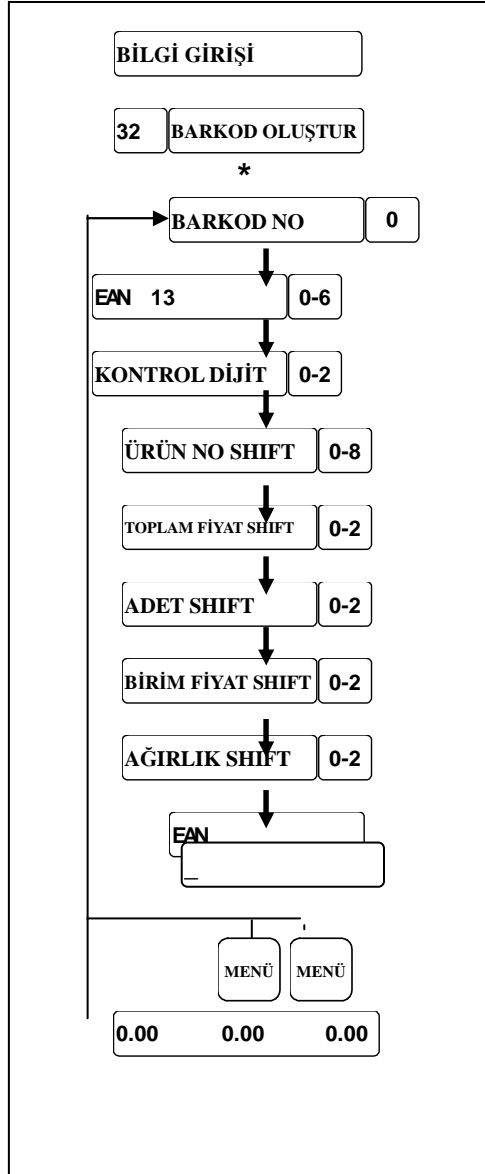 BİLGİ GİRİŞİ
32 BARKOD OLUŞTUR
*
BARKOD NO 0
EAN 13 0-6
KONTROL DİJİT 0-2
ÜRÜN NO SHIFT 0-8
TOPLAM FİYAT SHIFT 0-2
ADET SHIFT 0-2
BİRİM FİYAT SHIFT 0-2
AĞIRLIK SHIFT 0-2
EAN
_
MENÜ MENÜ
0.00 0.00 0.00